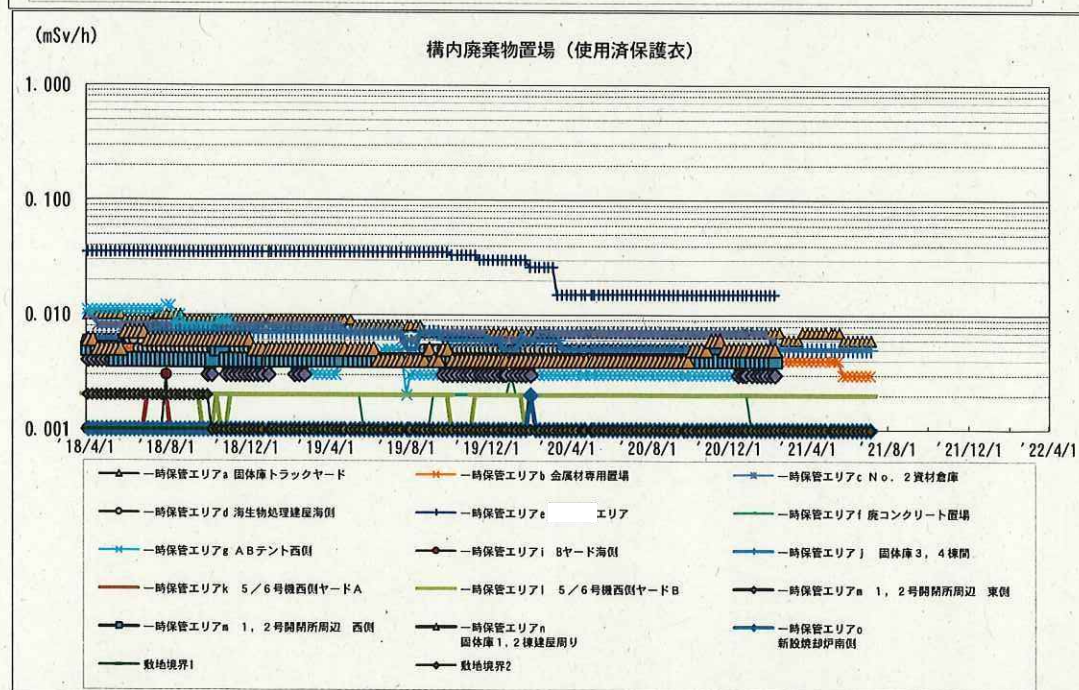 (mSv/h)
構内廃棄物置場（使用済保護衣）
1.000
0.100
0.010
0.001
'18/4/1 '18/8/1 '18/12/1 '19/4/1 '19/8/1 '19/12/1 '20/4/1 '20/8/1 '20/12/1 '21/4/1 '21/8/1 '21/12/1 '22/4/1
一時保管エリアa 固体庫トラックヤード 一時保管エリアb 金属材専用置場 一時保管エリアc No. 2資材倉庫
一時保管エリアd 海生物処理建屋海側 一時保管エリアe エリア 一時保管エリアf 廃コンクリート置場
一時保管エリアg ABテント西側 一時保管エリアi Bヤード海側 一時保管エリアj 固体庫3，4棟間
一時保管エリアk 5／6号機西側ヤードA 一時保管エリアl 5／6号機西側ヤードB 一時保管エリアm 1，2号開閉所周辺 東側
一時保管エリアm 1，2号開閉所周辺 西側 一時保管エリアn 一時保管エリアo
固体庫1，2棟建屋周り 新設焼却炉南側
敷地境界1 敷地境界2